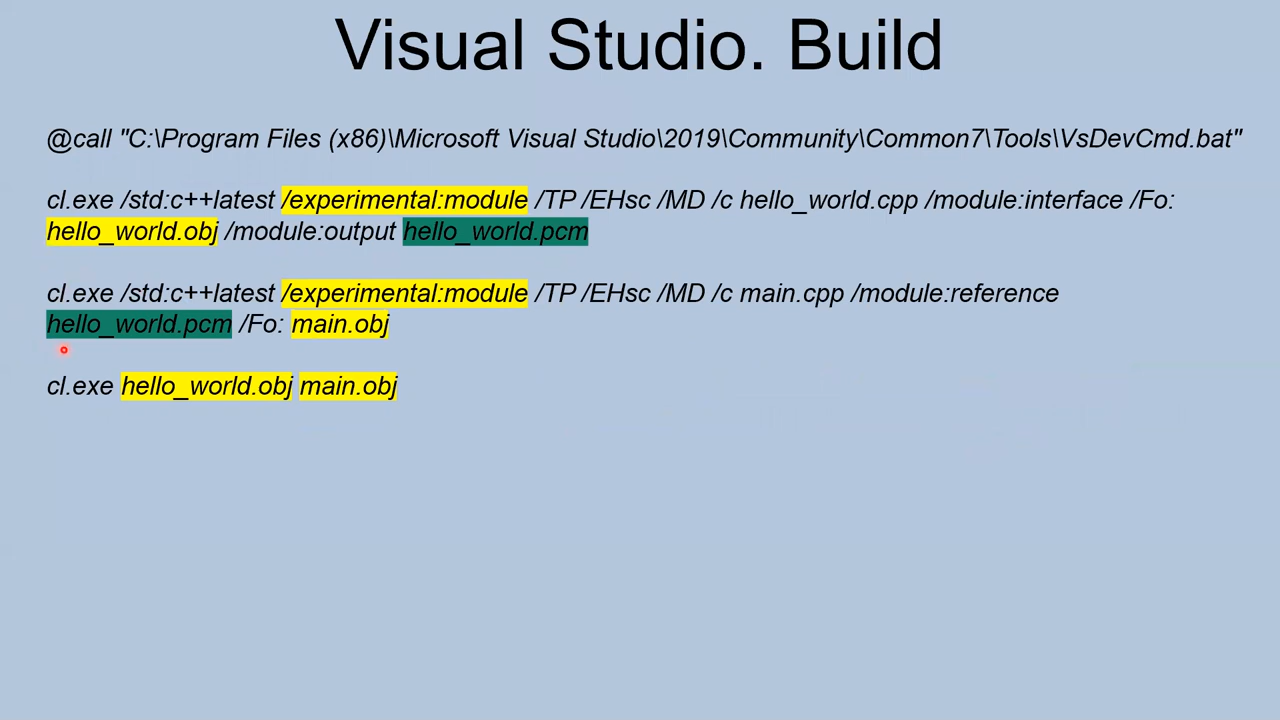 Visual Studio. Build
@call "C:\Program Files (x86)\Microsoft Visual Studio\2019\Community\Common7\Tools\VsDevCmd.bat"
cl.exe /std:c++latest /experimental:module /TP /EHsc /MD /c hello_world.cpp /module:interface /Fo:
hello_world.obj /module:output hello_world.pcm
cl.exe /std:c++latest /experimental:module /TP /EHsc /MD /c main.cpp /module:reference
hello_world.pcm /Fo: main.obj
cl.exe hello_world.obj main.obj